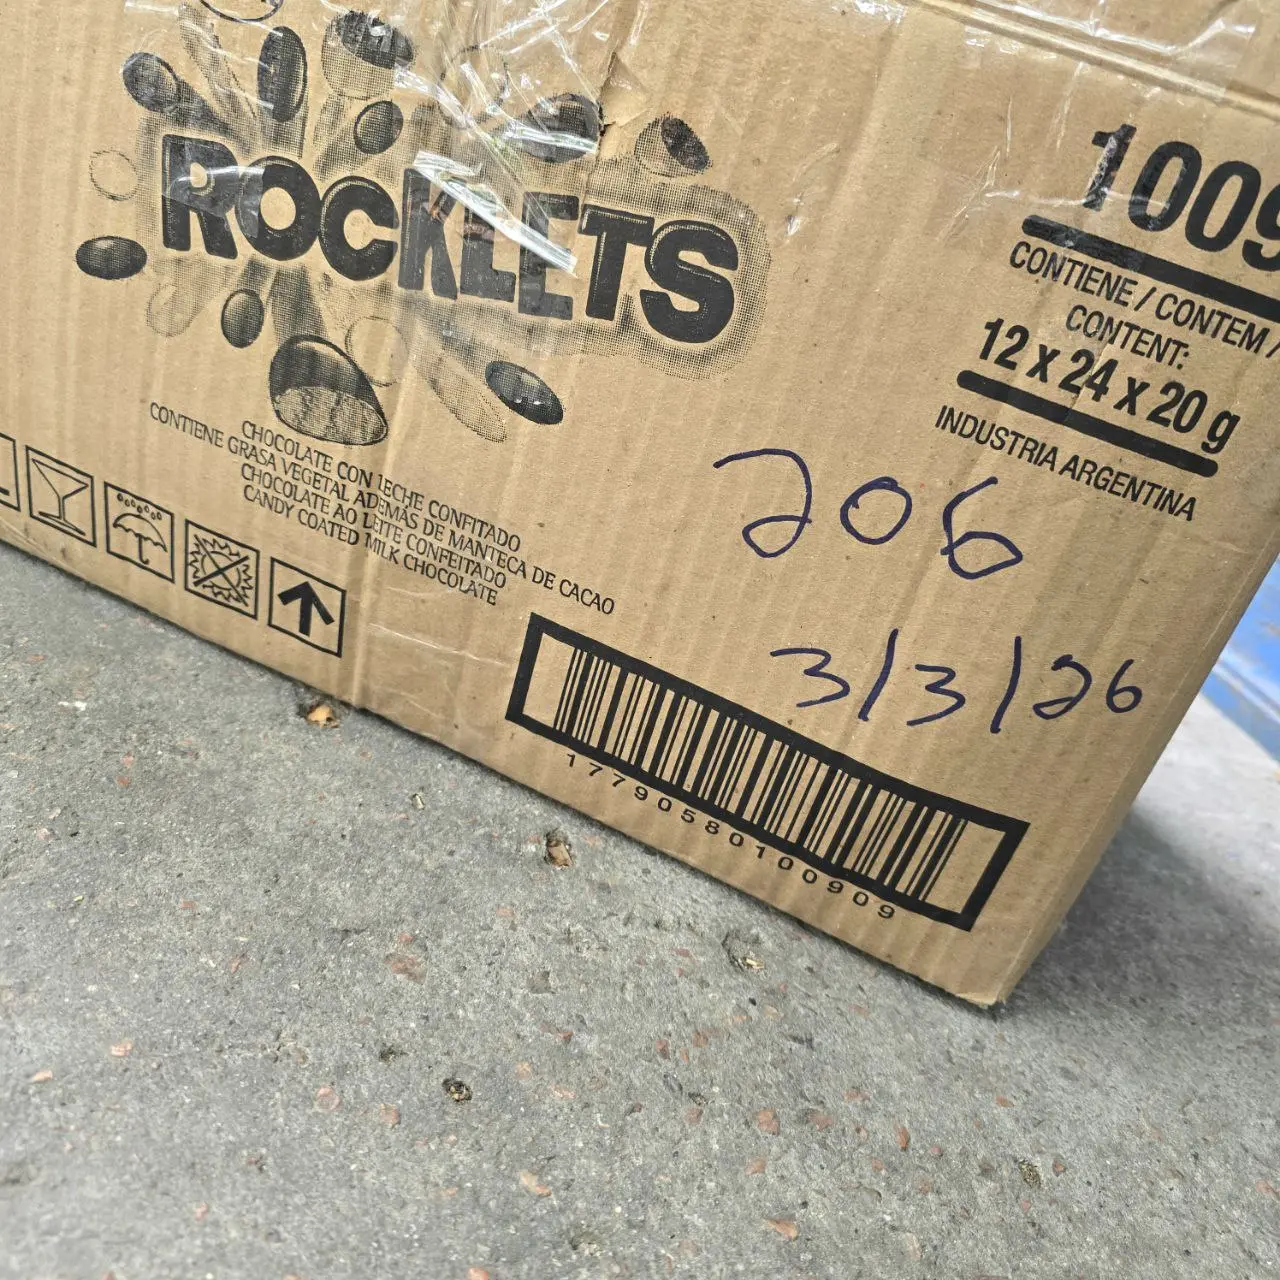 ROCKLETS
CHOCOLATE CON LECHE CONFITADO
CONTIENE GRASA VEGETAL ADEMÁS DE MANTECA DE CACAO
CHOCOLATE AO LEITE CONFEITADO
CANDY COATED MILK CHOCOLATE
1009
CONTIENE / CONTEM /
CONTENT:
12 x 24 x 20 g
INDUSTRIA ARGENTINA
206
3/3/26
17790580100909